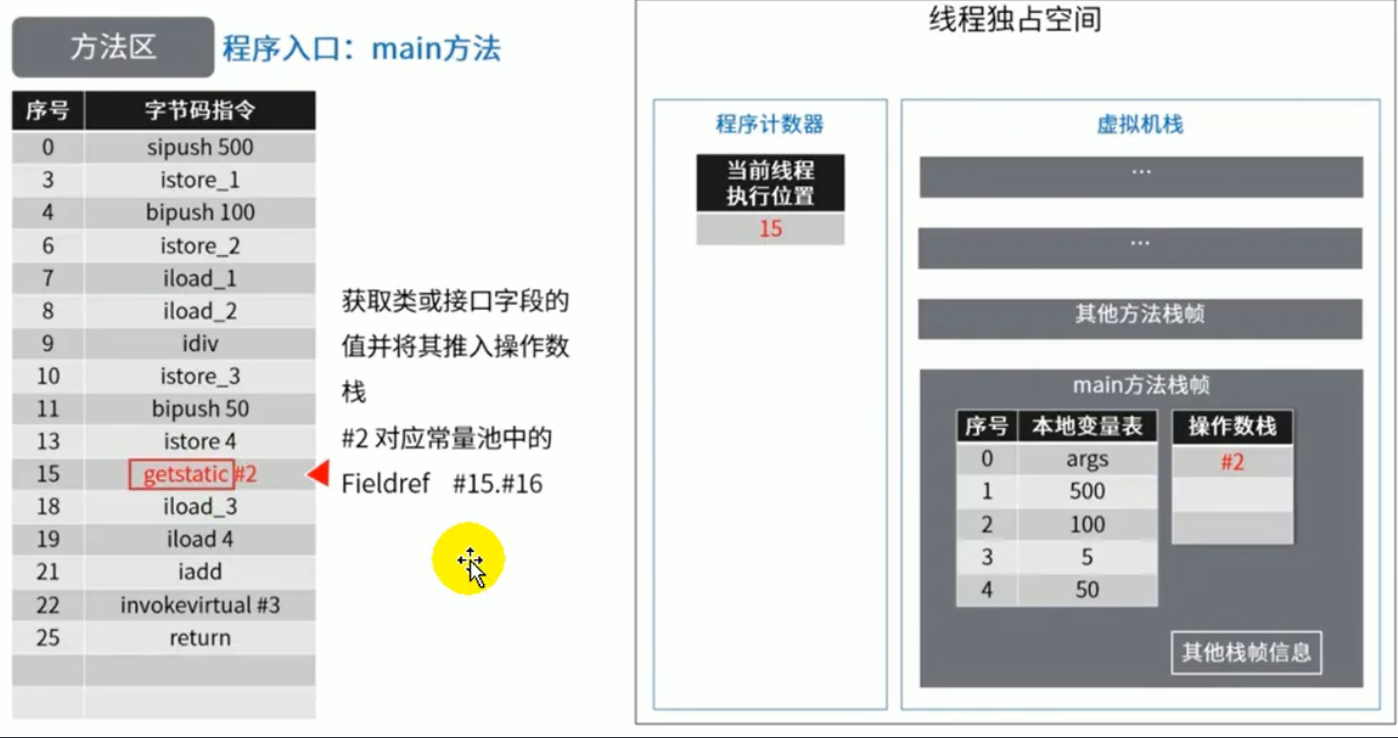 方法区
程序入口：main方法
序号 字节码指令
0 sipush 500
3 istore_1
4 bipush 100
6 istore_2
7 iload_1
8 iload_2
9 idiv
10 istore_3
11 bipush 50
13 istore 4
15 getstatic #2
18 iload_3
19 iload 4
21 iadd
22 invokevirtual #3
25 return
获取类或接口字段的
值并将其推入操作数
栈
#2 对应常量池中的
Fieldref #15.#16
线程独占空间
程序计数器
当前线程
执行位置
15
虚拟机栈
...
...
其他方法栈帧
main方法栈帧
序号 本地变量表
0 args
1 500
2 100
3 5
4 50
操作数栈
#2
其他栈帧信息